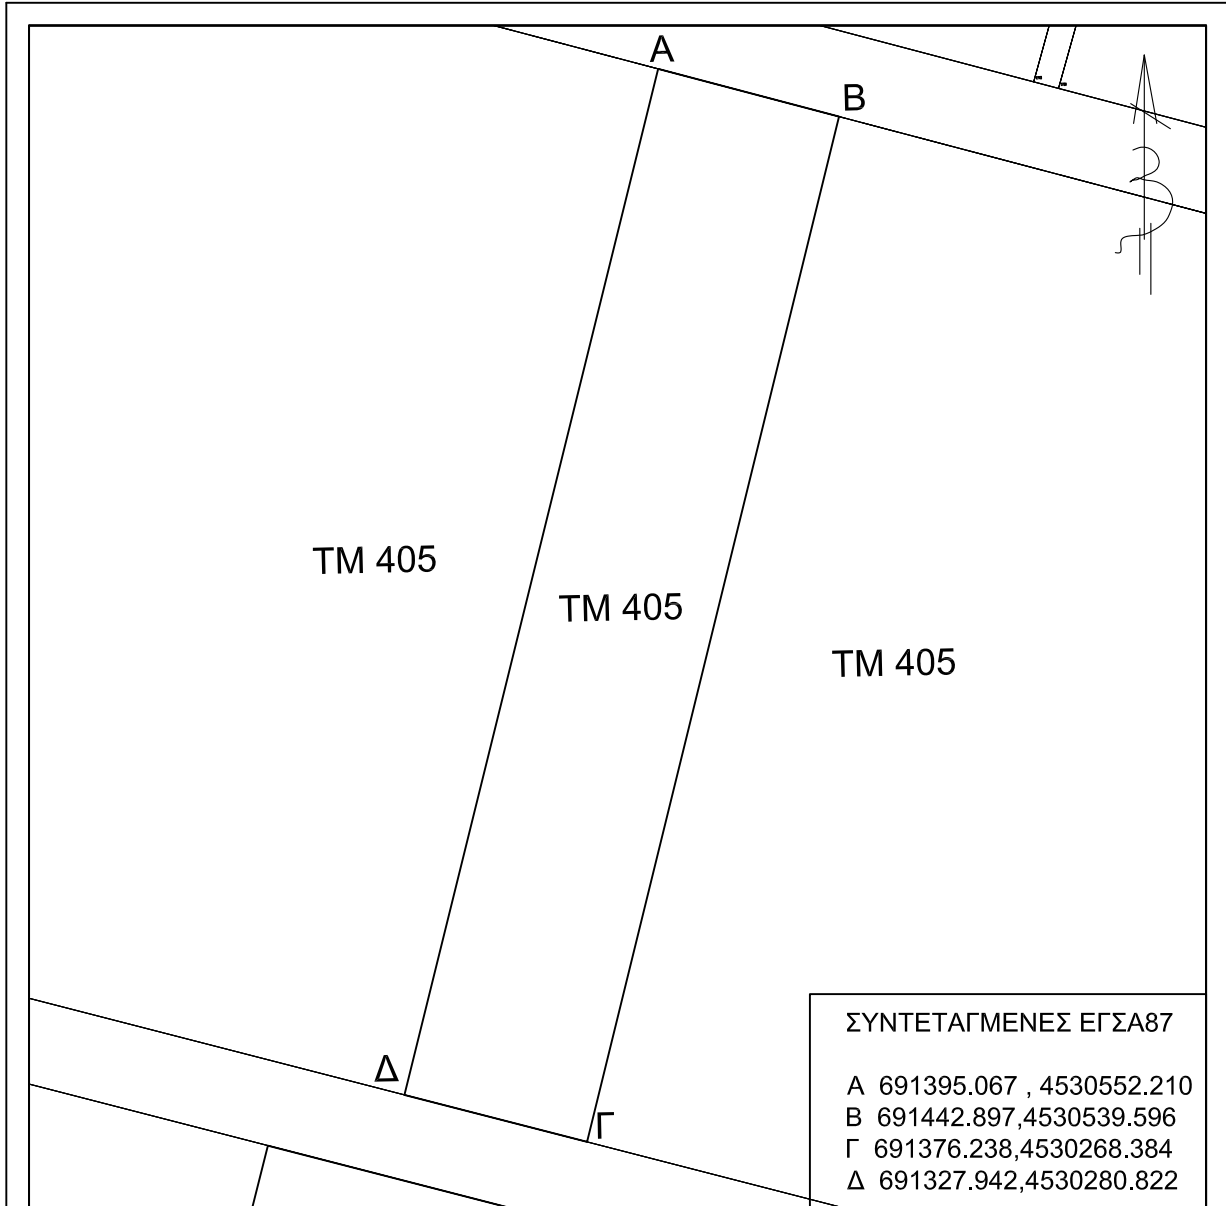 Α
Β
ΤΜ 405
ΤΜ 405
ΤΜ 405
Δ
Γ
ΣΥΝΤΕΤΑΓΜΕΝΕΣ ΕΓΣΑ87
Α 691395.067 , 4530552.210
Β 691442.897,4530539.596
Γ 691376.238,4530268.384
Δ 691327.942,4530280.822